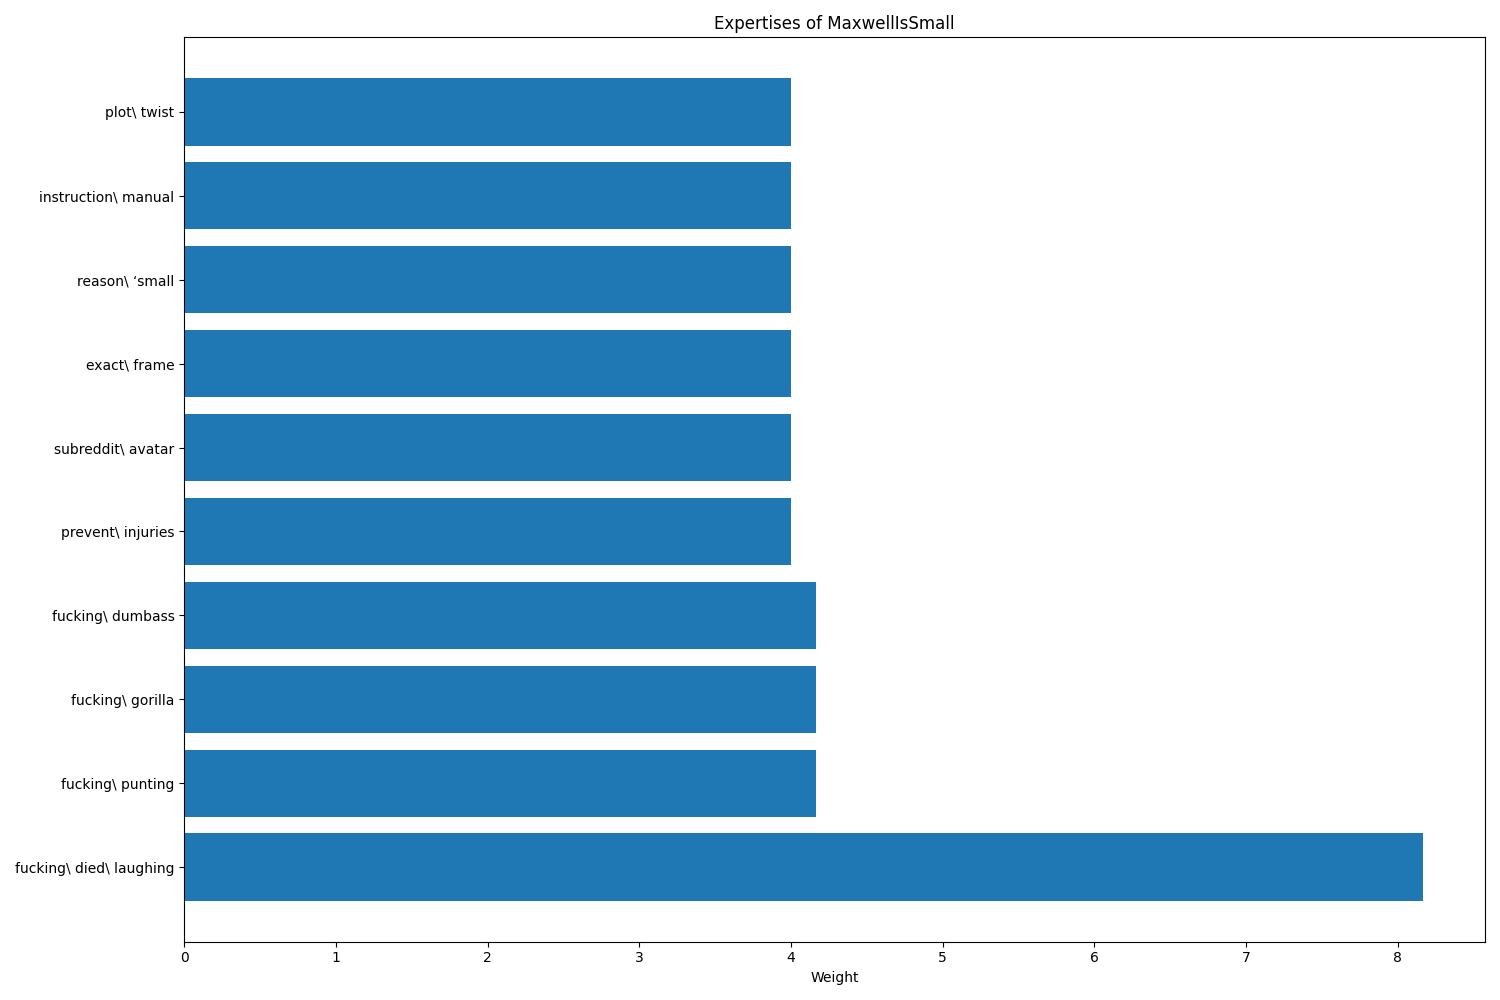 Expertises of MaxwellIsSmall
plot\ twist
instruction\ manual
reason\ ‘small
exact\ frame
subreddit\ avatar
prevent\ injuries
fucking\ dumbass
fucking\ gorilla
fucking\ punting
fucking\ died\ laughing
0 1 2 3 4 5 6 7 8
Weight